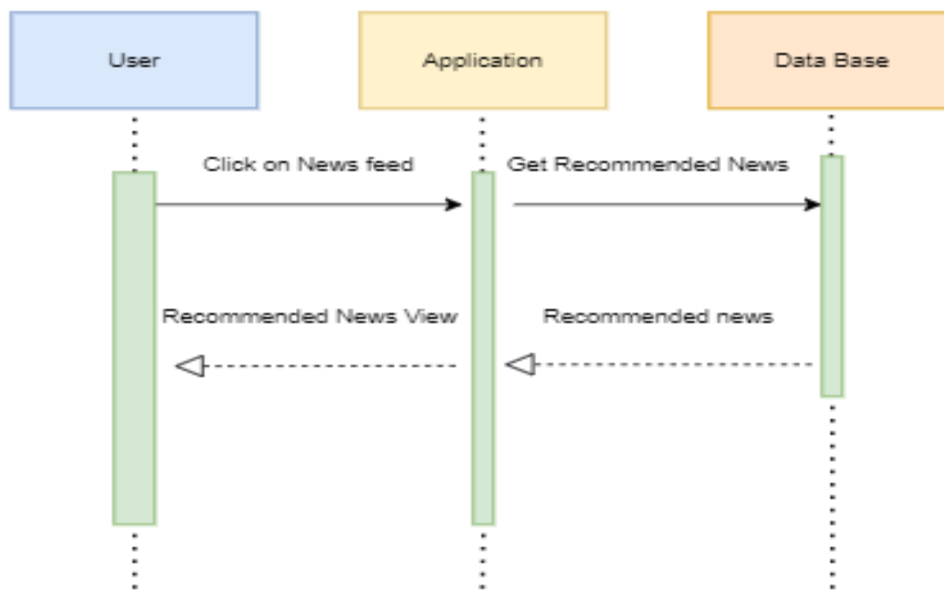 User
Application
Data Base
Click on News feed
Get Recommended News
Recommended News View
Recommended news